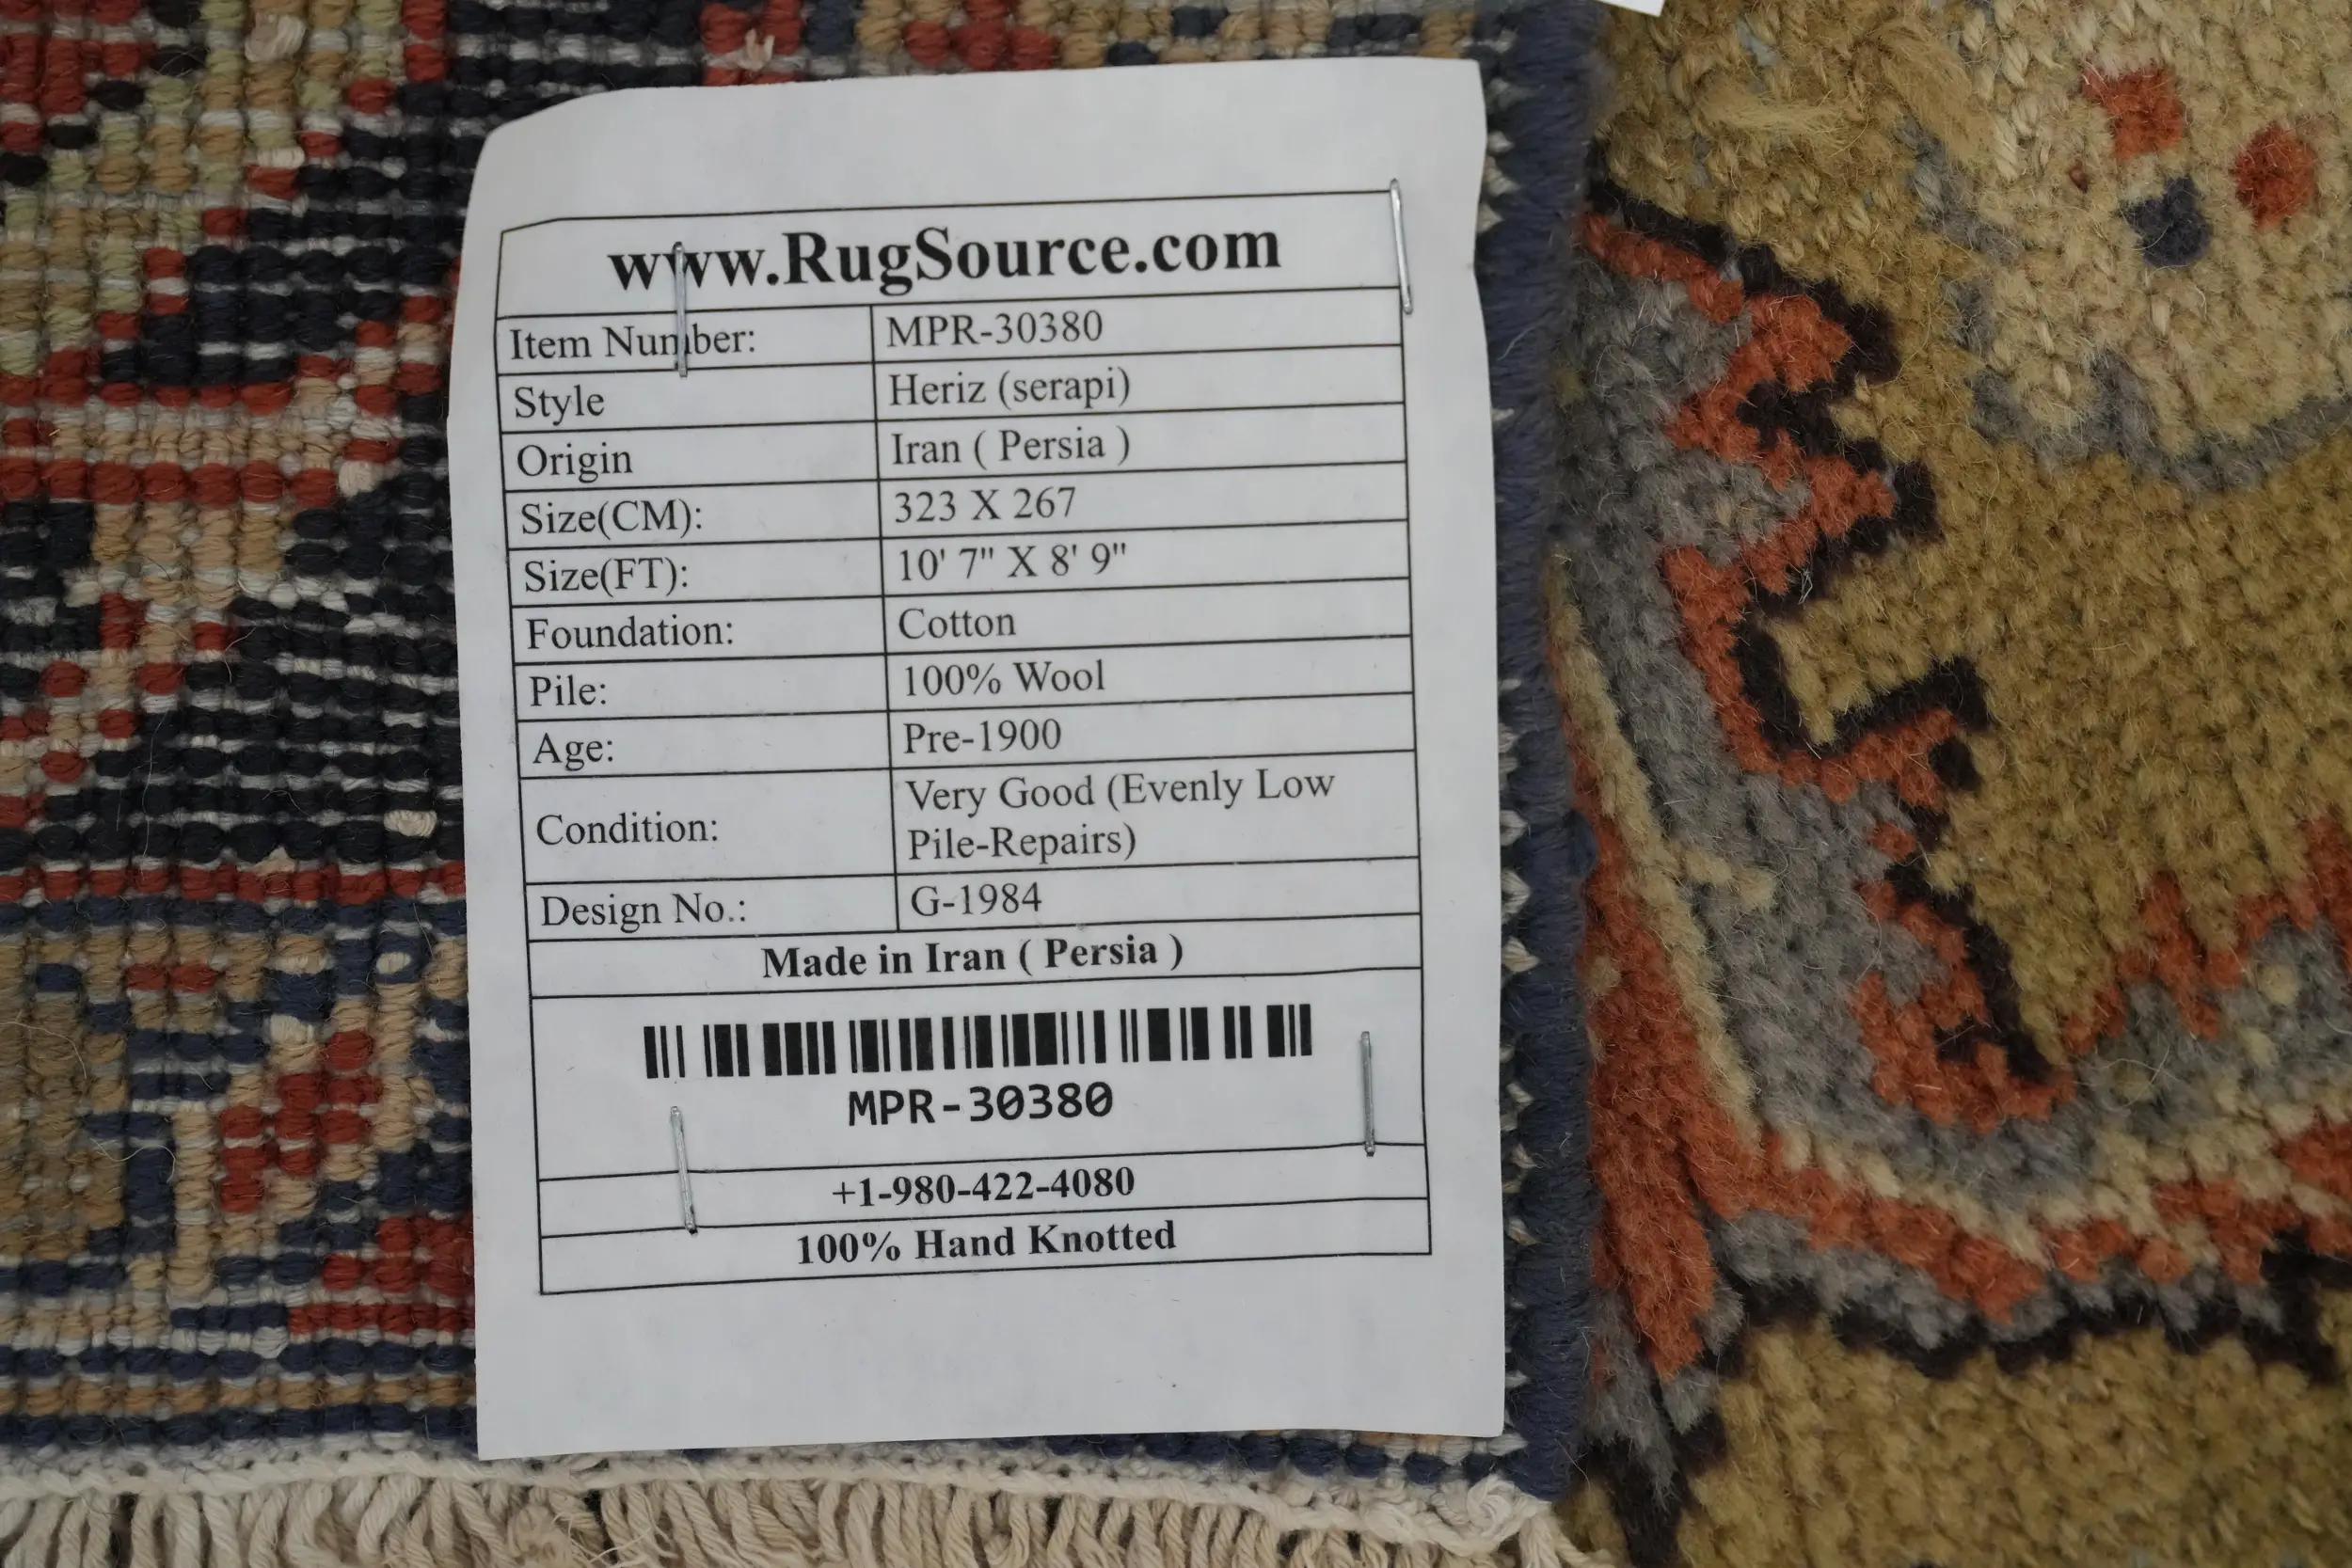 www.RugSource.com
Item Number: MPR-30380
Style Heriz (serapi)
Origin Iran ( Persia )
Size(CM): 323 X 267
Size(FT): 10' 7" X 8' 9"
Foundation: Cotton
Pile: 100% Wool
Age: Pre-1900
Condition: Very Good (Evenly Low
Pile-Repairs)
Design No.: G-1984
Made in Iran ( Persia )
MPR-30380
+1-980-422-4080
100% Hand Knotted